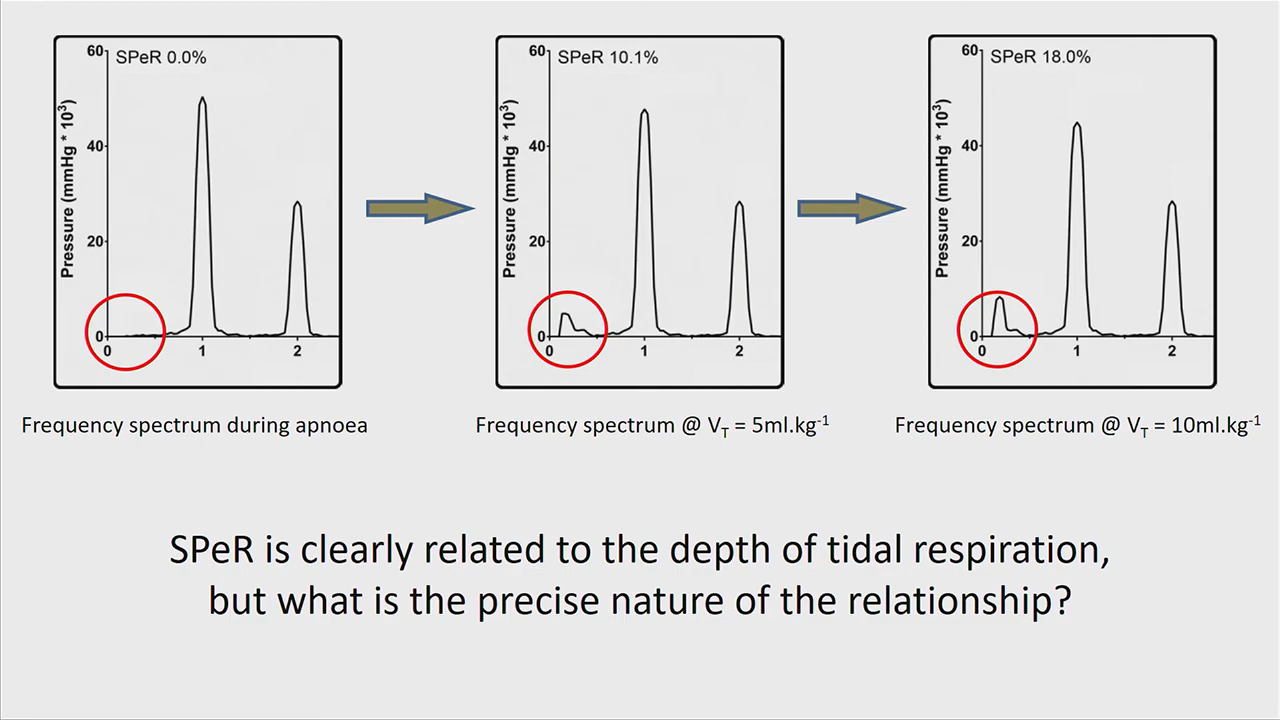 SPeR 0.0%
60
40
20
0
Pressure (mmHg * 10³)
0 1 2
SPeR 10.1%
60
40
20
0
Pressure (mmHg * 10³)
0 1 2
SPeR 18.0%
60
40
20
0
Pressure (mmHg * 10³)
0 1 2
Frequency spectrum during apnoea
Frequency spectrum @ V_T = 5ml.kg⁻¹
Frequency spectrum @ V_T = 10ml.kg⁻¹
SPeR is clearly related to the depth of tidal respiration,
but what is the precise nature of the relationship?